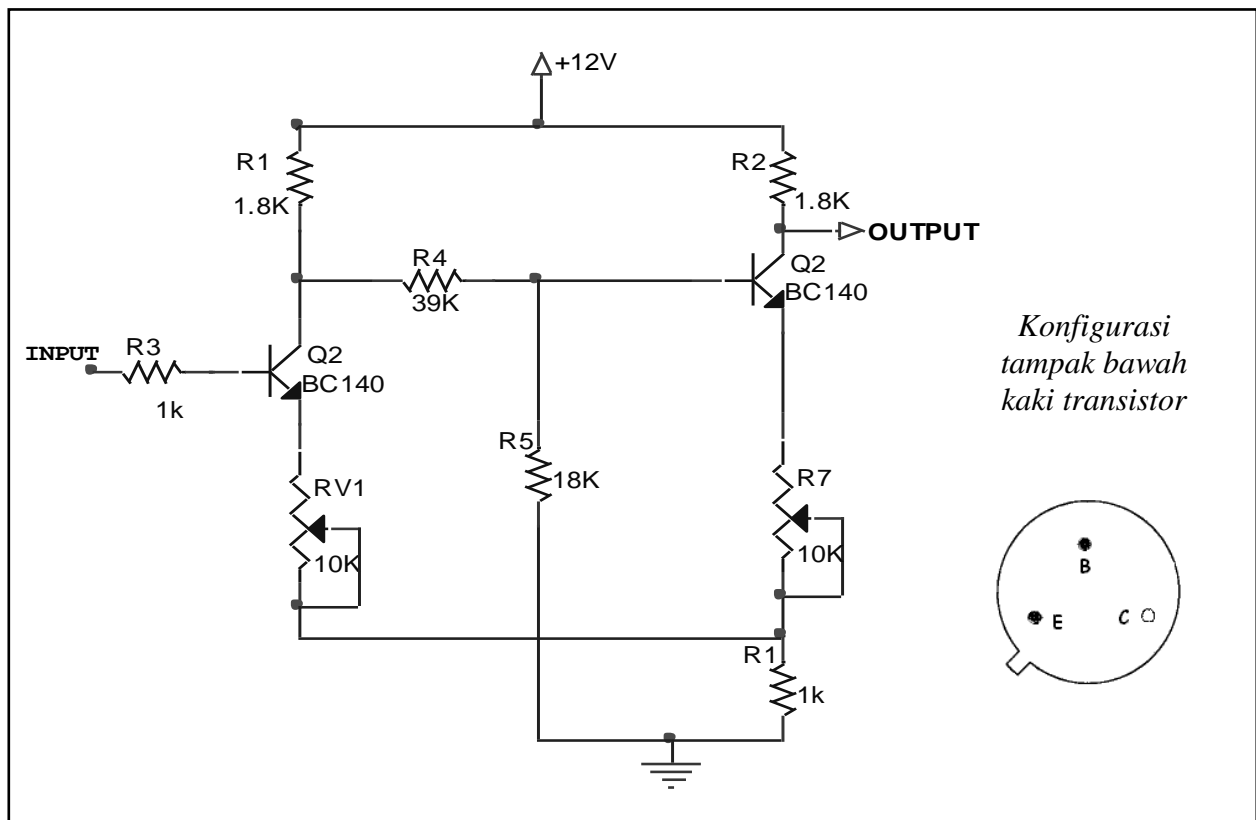 +12V
R1
1.8K
R2
1.8K
OUTPUT
R4
39K
Q2
BC140
INPUT
R3
1k
Q2
BC140
Konfigurasi
tampak bawah
kaki transistor
R5
18K
RV1
10K
R7
10K
B
E
C
R1
1k